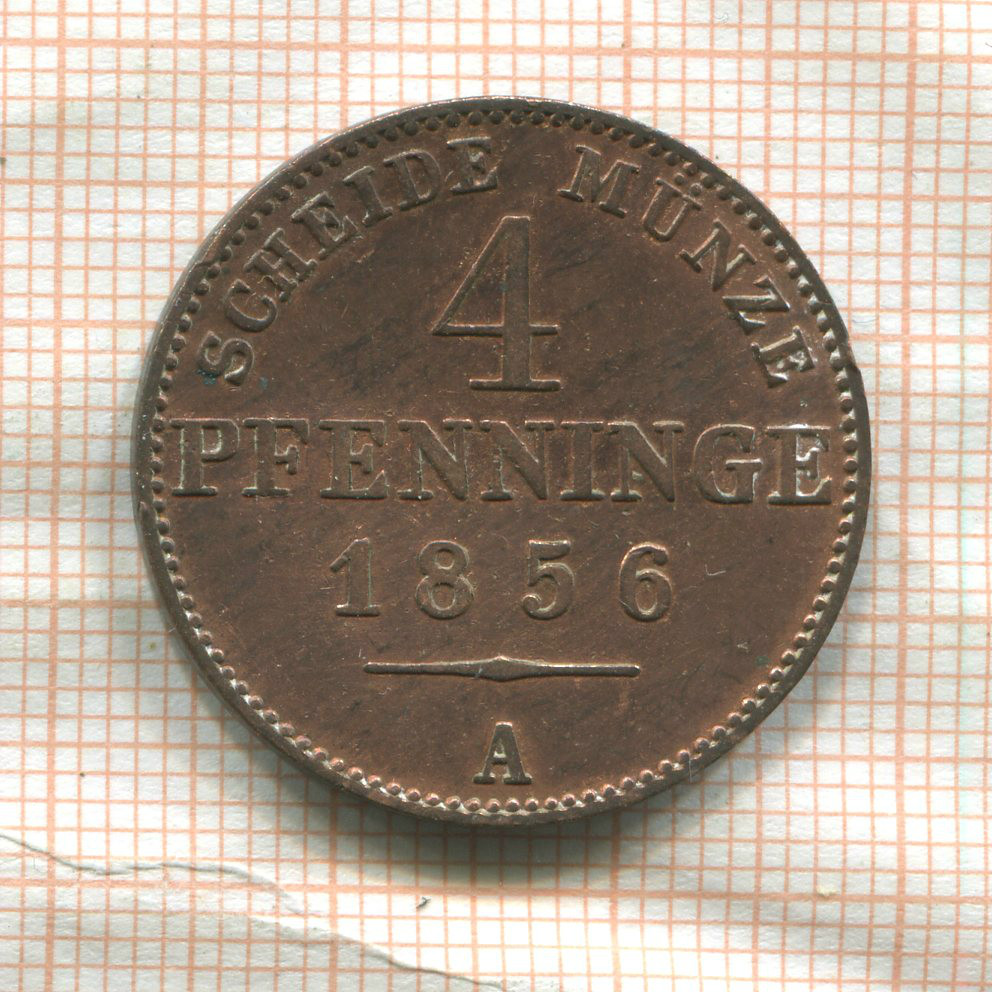 SCHEIDE MÜNZE
4
PFENNINGE
1856
A